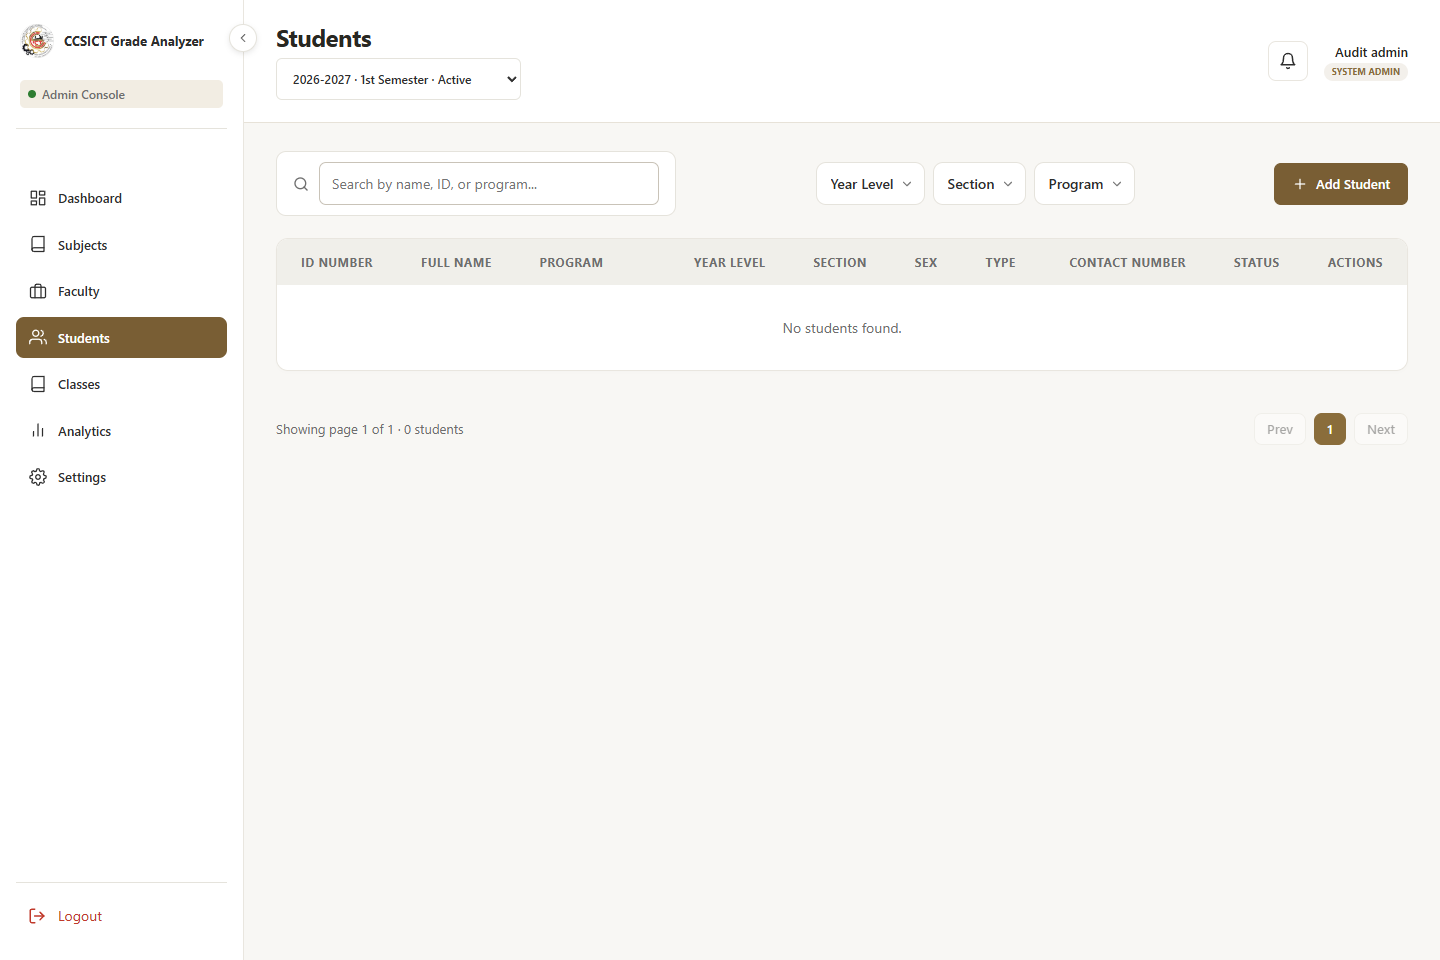 CCSICT Grade Analyzer
Admin Console
Dashboard
Subjects
Faculty
Students
Classes
Analytics
Settings
Logout
Students
2026-2027 · 1st Semester · Active
Audit admin
SYSTEM ADMIN
Search by name, ID, or program...
Year Level
Section
Program
Add Student
ID NUMBER FULL NAME PROGRAM YEAR LEVEL SECTION SEX TYPE CONTACT NUMBER STATUS ACTIONS
No students found.
Showing page 1 of 1 · 0 students
Prev 1 Next